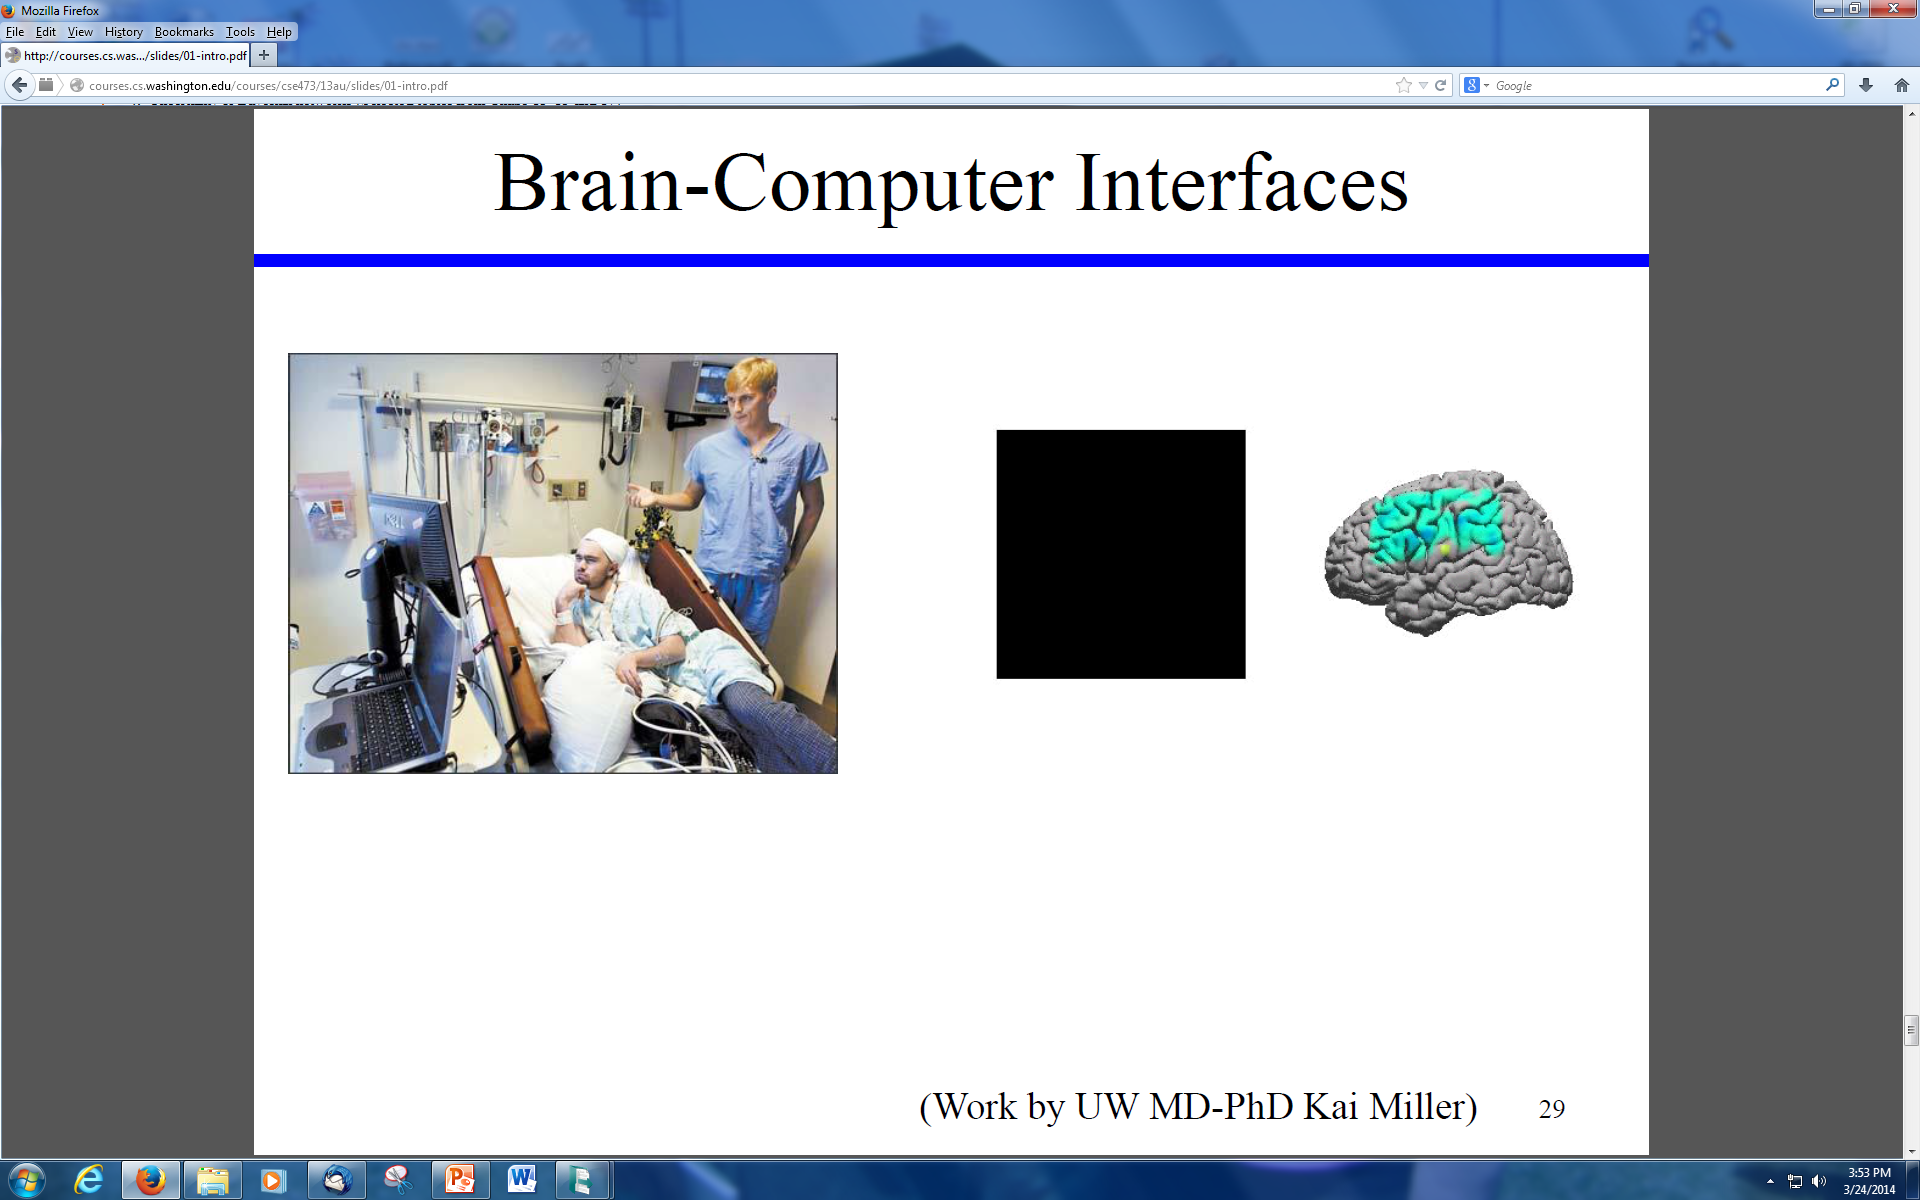 Mozilla Firefox
File Edit View History Bookmarks Tools Help
http://courses.cs.was.../slides/01-intro.pdf
courses.cs.washington.edu/courses/cse473/13au/slides/01-intro.pdf
Google
Brain-Computer Interfaces
DELL
(Work by UW MD-PhD Kai Miller)
29
3:53 PM
3/24/2014